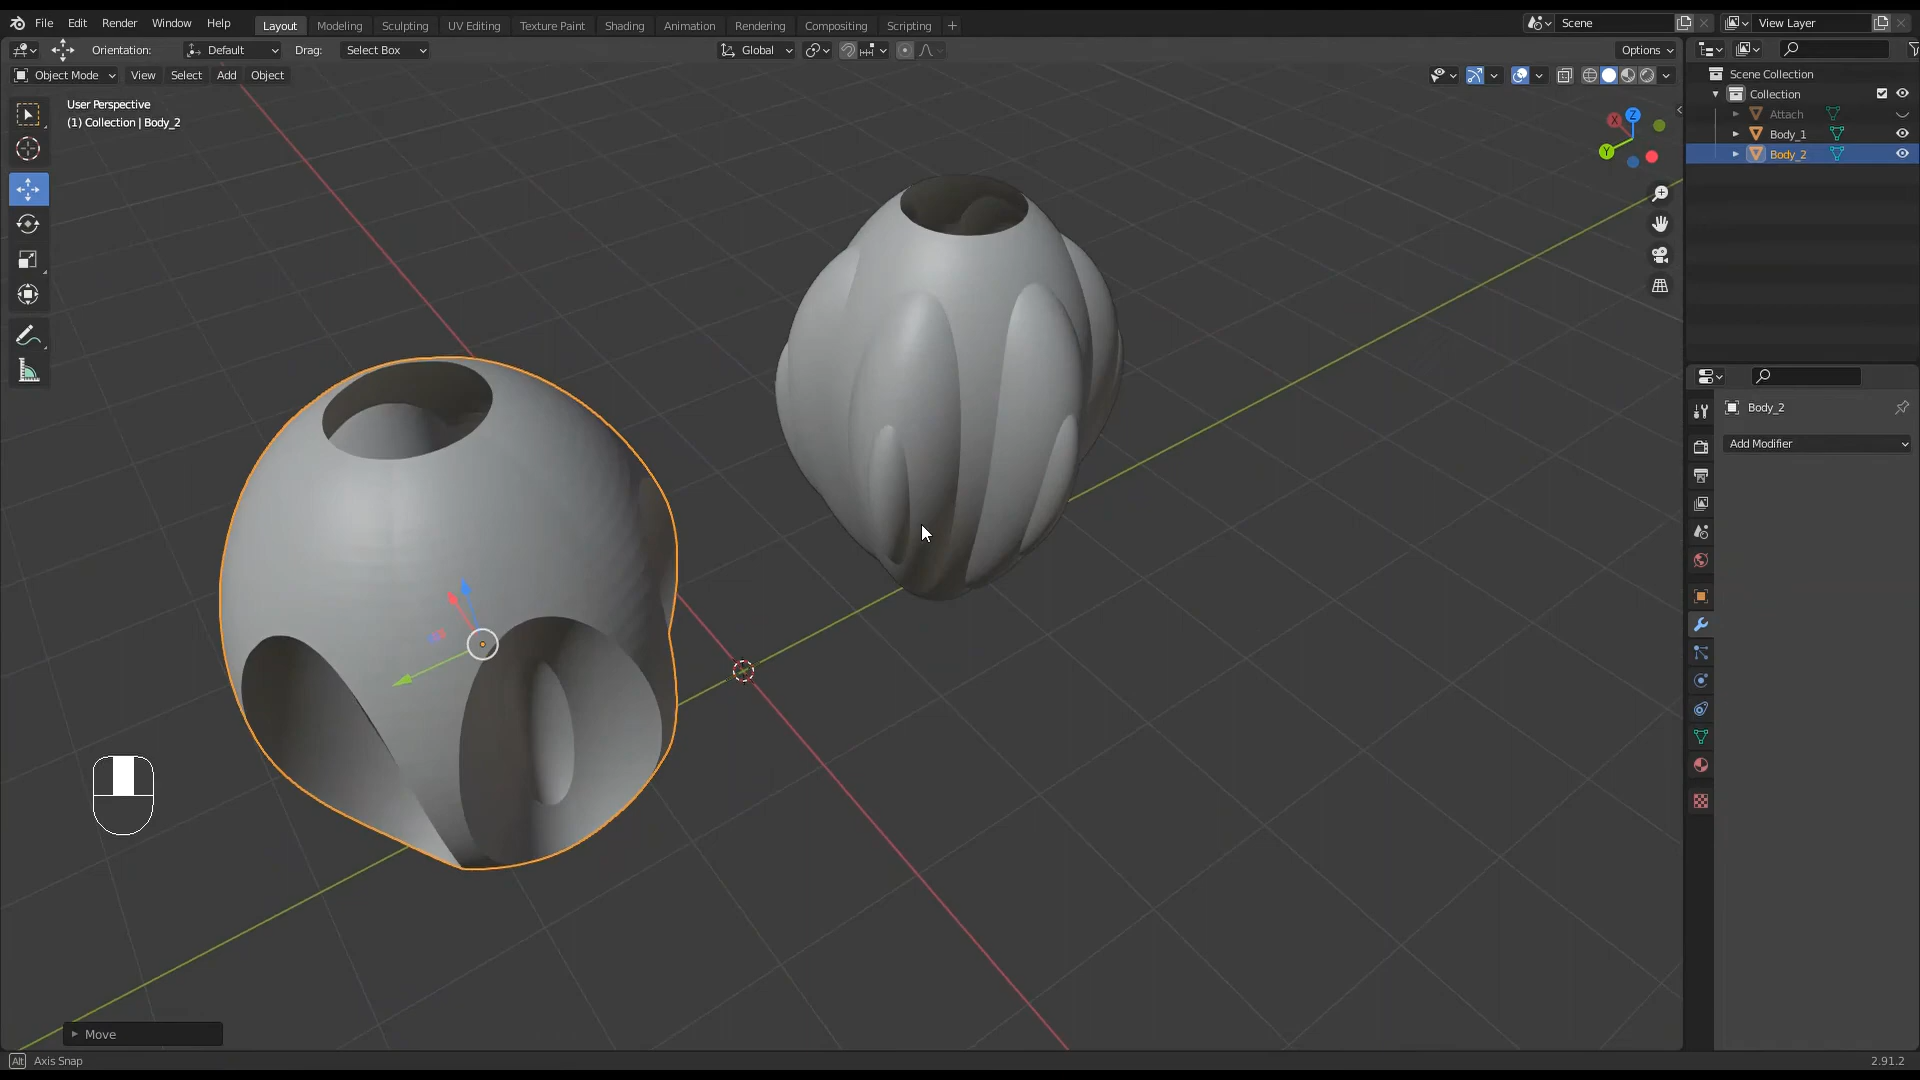 File Edit Render Window Help Layout Modeling Sculpting UV Editing Texture Paint Shading Animation Rendering Compositing Scripting + Scene View Layer
Orientation: Default Drag: Select Box Global Options
Object Mode View Select Add Object
User Perspective
(1) Collection | Body_2
X
Y
Z
Scene Collection
Collection
Attach
Body_1
Body_2
Body_2
Add Modifier
Move
Alt Axis Snap
2.91.2